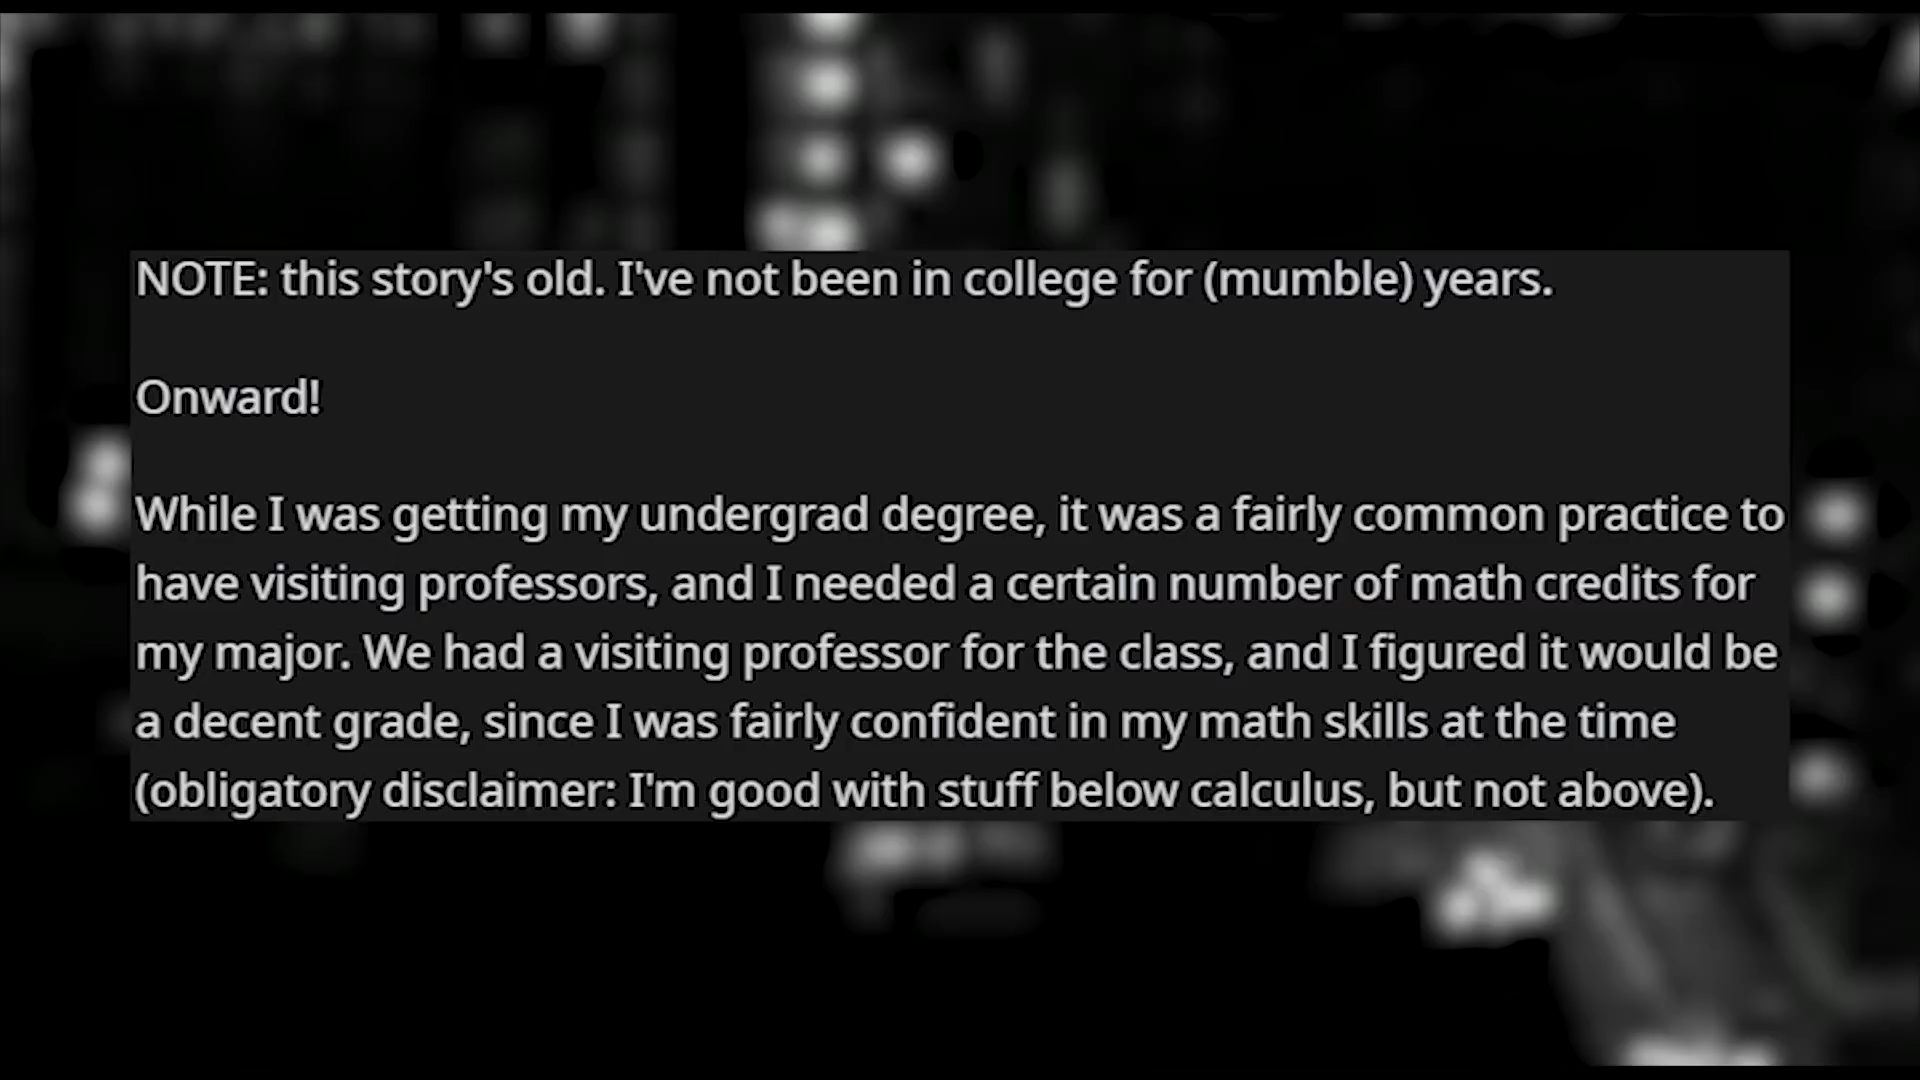 NOTE: this story's old. I've not been in college for (mumble) years.
Onward!
While I was getting my undergrad degree, it was a fairly common practice to
have visiting professors, and I needed a certain number of math credits for
my major. We had a visiting professor for the class, and I figured it would be
a decent grade, since I was fairly confident in my math skills at the time
(obligatory disclaimer: I'm good with stuff below calculus, but not above).